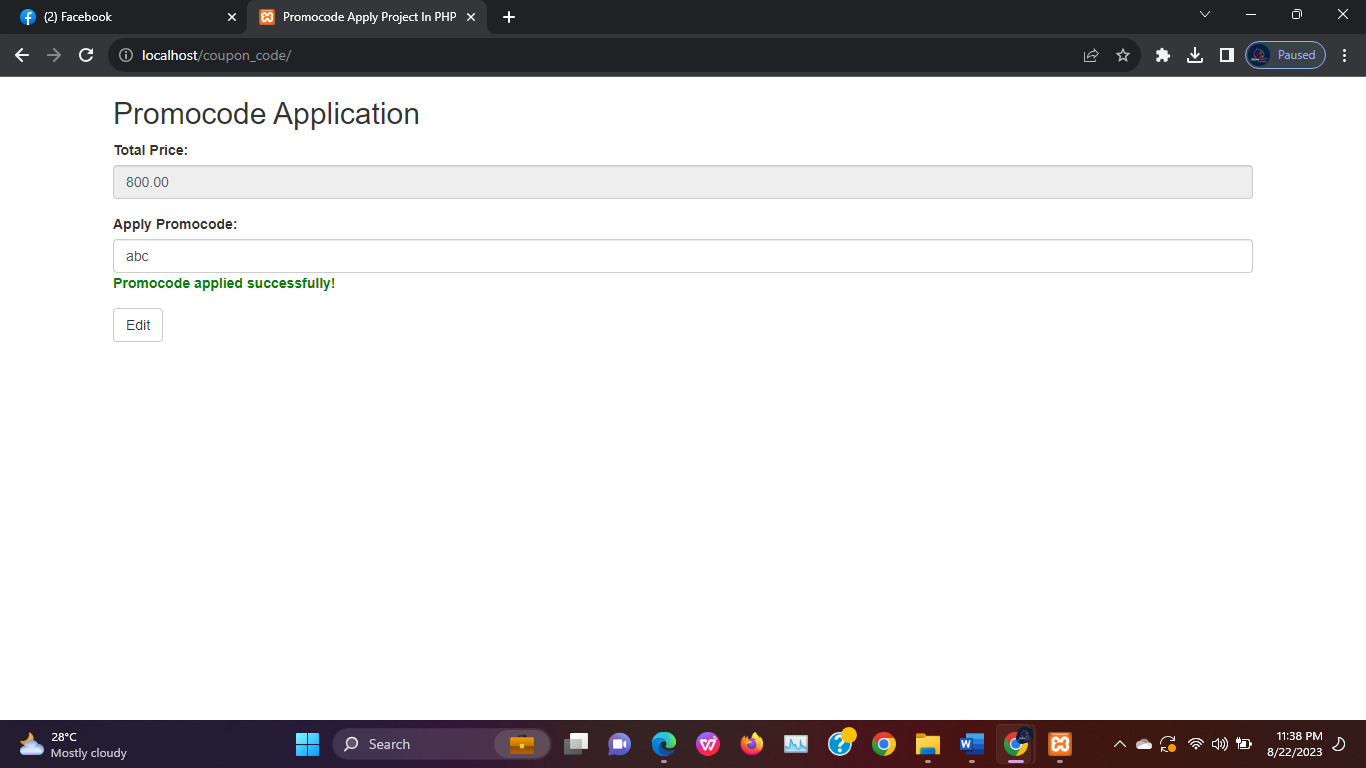 (2) Facebook
Promocode Apply Project In PHP
localhost/coupon_code/
Paused
Promocode Application
Total Price:
800.00
Apply Promocode:
abc
Promocode applied successfully!
Edit
28°C
Mostly cloudy
Search
11:38 PM
8/22/2023